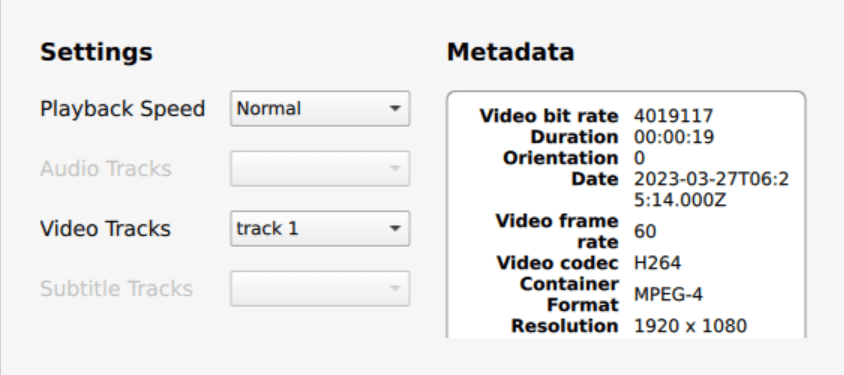 Settings
Playback Speed Normal
Audio Tracks
Video Tracks track 1
Subtitle Tracks
Metadata
Video bit rate 4019117
Duration 00:00:19
Orientation 0
Date 2023-03-27T06:2
5:14.000Z
Video frame
rate 60
Video codec H264
Container
Format MPEG-4
Resolution 1920 x 1080